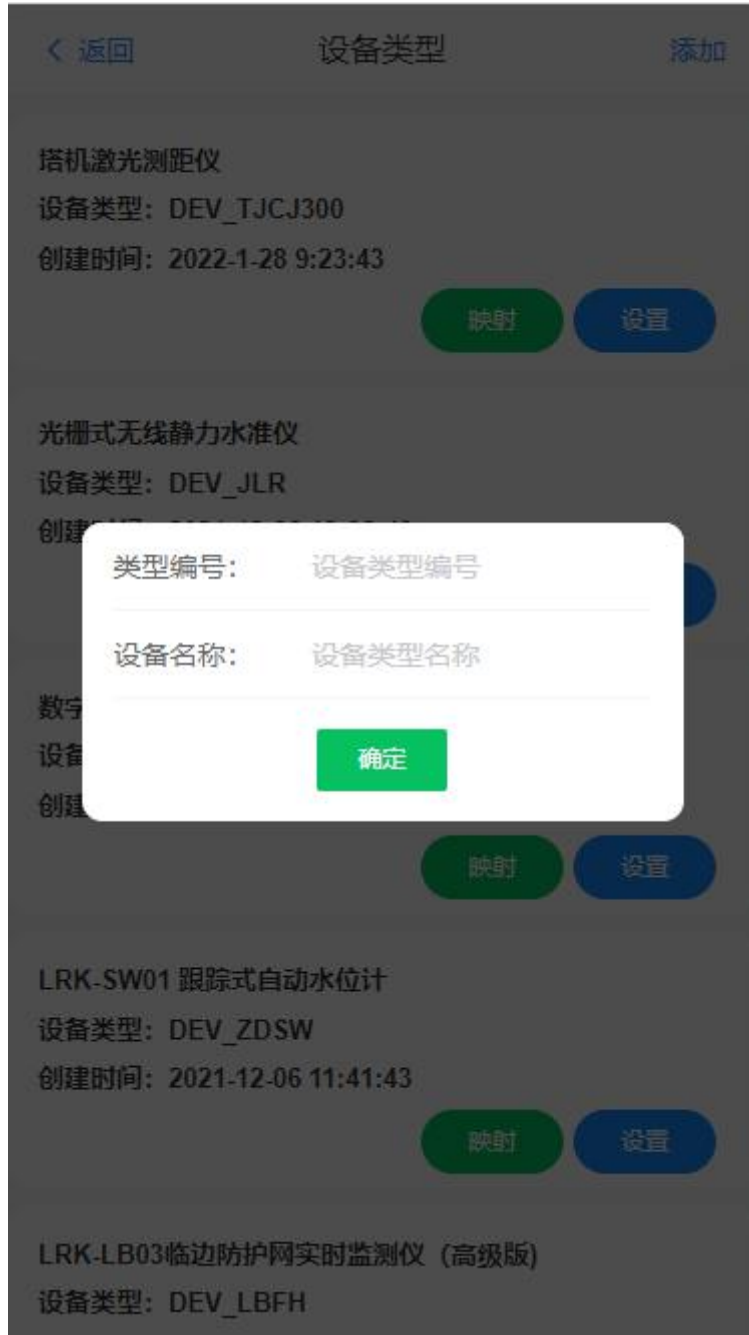 返回
设备类型
添加
塔机激光测距仪
设备类型：DEV_TJCJ300
创建时间：2022-1-28 9:23:43
映射
设置
光栅式无线静力水准仪
设备类型：DEV_JLR
创建
类型编号：
设备类型编号
设备名称：
设备类型名称
确定
数字
设备
创建
映射
设置
LRK-SW01 跟踪式自动水位计
设备类型：DEV_ZDSW
创建时间：2021-12-06 11:41:43
映射
设置
LRK-LB03临边防护网实时监测仪（高级版)
设备类型：DEV_LBFH